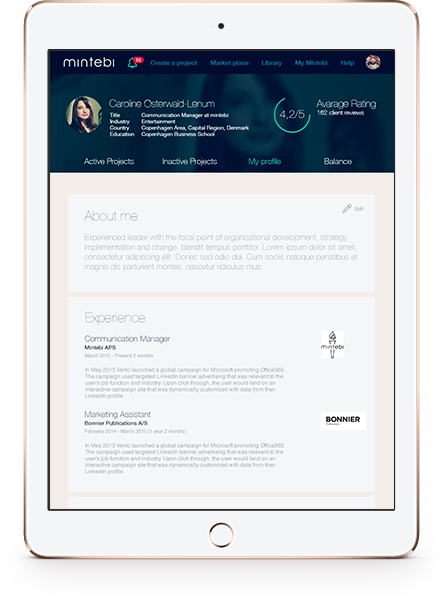 mintebi 19 Create a project Market place Library My Mintebi Help
Caroline Osterwald-Lenum
Title Communication Manager at mintebi
Industry Entertainment
Country Copenhagen Area, Capital Region, Denmark
Education Copenhagen Business School
4,2/5
Avarage Rating
162 client reviews
Active Projects Inactive Projects My profile Balance
About me
Edit
Experienced leader with the focal point of organizational development, strategy
implementation and change. blandit tempus porttitor. Lorem ipsum dolor sit amet,
consectetur adipiscing elit. Donec sed odio dui. Cum sociis natoque penatibus et
magnis dis parturient montes, nascetur ridiculus mus.
Experience
Communication Manager
Mintebi APS
March 2015 - Present 2 months
mintebi
In May 2013 Vertic launched a global campaign for Microsoft promoting Office365.
The campaign used targeted LinkedIn banner advertising that was relevant to the
user's job function and industry. Upon click through, the user would land on an
interactive campaign site that was dynamically customized with data from their
LinkedIn profile.
Marketing Assistant
Bonnier Publications A/S
February 2014 - March 2015 (1 year 2 months)
BONNIER
In May 2013 Vertic launched a global campaign for Microsoft promoting Office365.
The campaign used targeted LinkedIn banner advertising that was relevant to the
user's job function and industry. Upon click through, the user would land on an
interactive campaign site that was dynamically customized with data from their
LinkedIn profile.